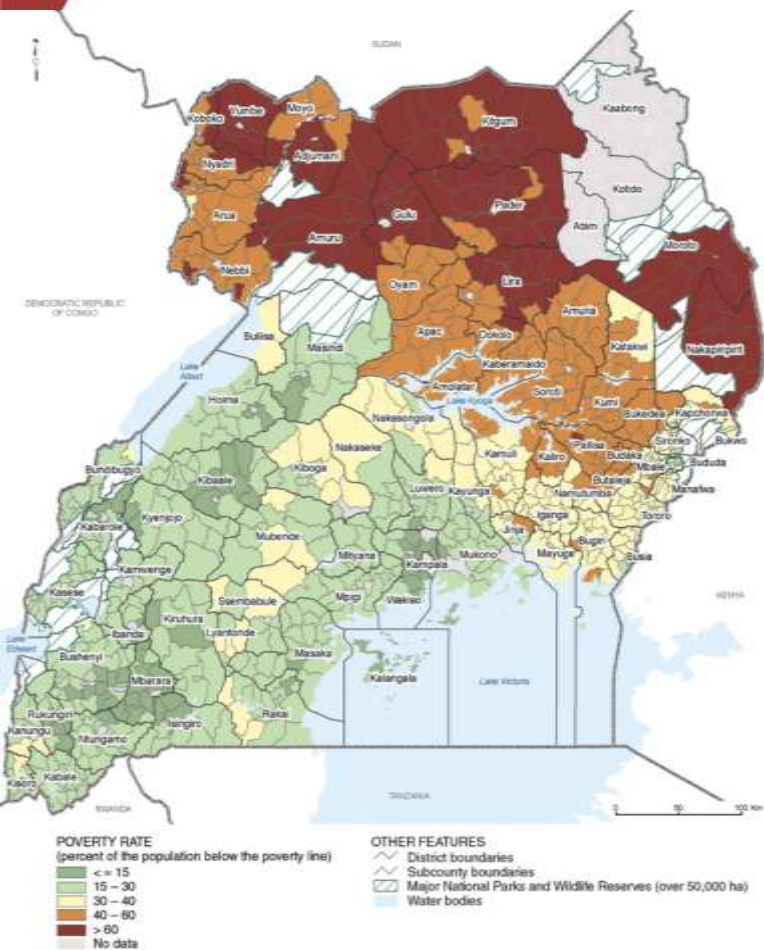 SUDAN
Kaabong
Koboko
Yumbe
Moyo
Kitgum
Adjumani
Nyadri
Kotido
Arua
Gulu
Pader
Abim
Amuru
Moroto
Nebbi
Oyam
Lira
DEMOCRATIC REPUBLIC
OF CONGO
Amuria
Buliisa
Masindi
Apac
Dokolo
Katakwi
Nakapiripirit
Lake
Albert
Kaberamaido
Amolatar
Soroti
Hoima
Lake Kyoga
Kumi
Nakasongola
Bukedea
Kapchorwa
Nakaseke
Pallisa
Sironko
Bukwo
Bundibugyo
Kiboga
Kamuli
Kaliro
Budaka
Mbale
Bududa
Kibaale
Luwero
Kayunga
Butaleja
Manafwa
Namutumba
Kabarole
Kyenjojo
Iganga
Tororo
Mubende
Jinja
Bugiri
Mityana
Mukono
Mayuge
Busia
Kamwenge
Kampala
Kasese
KENYA
Ssembabule
Mpigi
Wakiso
Kiruhura
Lake
Edward
Ibanda
Lyantonde
Bushenyi
Masaka
Mbarara
Kalangala
Lake Victoria
Rukungiri
Isingiro
Rakai
Kanungu
Ntungamo
Kisoro
Kabale
TANZANIA
RWANDA
0 50 100 Km
POVERTY RATE
(percent of the population below the poverty line)
< = 15
15 – 30
30 – 40
40 – 60
> 60
No data
OTHER FEATURES
District boundaries
Subcounty boundaries
Major National Parks and Wildlife Reserves (over 50,000 ha)
Water bodies